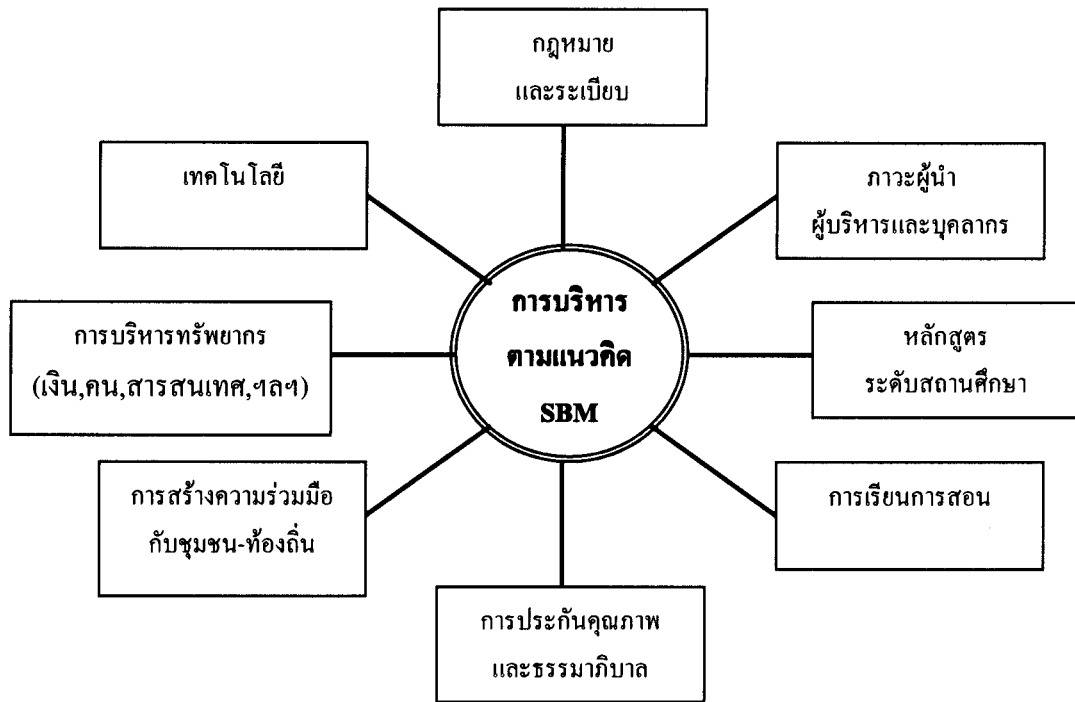 กฎหมาย
และระเบียบ
เทคโนโลยี
ภาวะผู้นำ
ผู้บริหารและบุคลากร
การบริหาร
ตามแนวคิด
SBM
การบริหารทรัพยากร
(เงิน,คน,สารสนเทศ,ฯลฯ)
หลักสูตร
ระดับสถานศึกษา
การสร้างความร่วมมือ
กับชุมชน-ท้องถิ่น
การเรียนการสอน
การประกันคุณภาพ
และธรรมาภิบาล